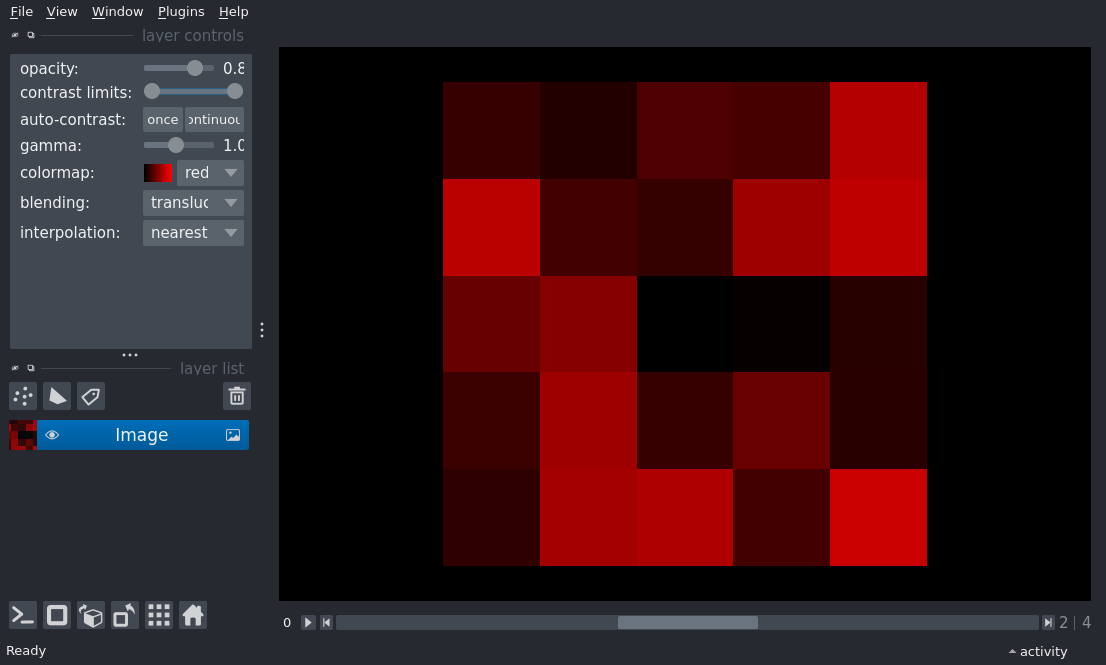 File View Window Plugins Help
layer controls
opacity: 0.8
contrast limits:
auto-contrast: once ontinuou
gamma: 1.0
colormap: red
blending: transluc
interpolation: nearest
layer list
Image
0 2 | 4
Ready activity